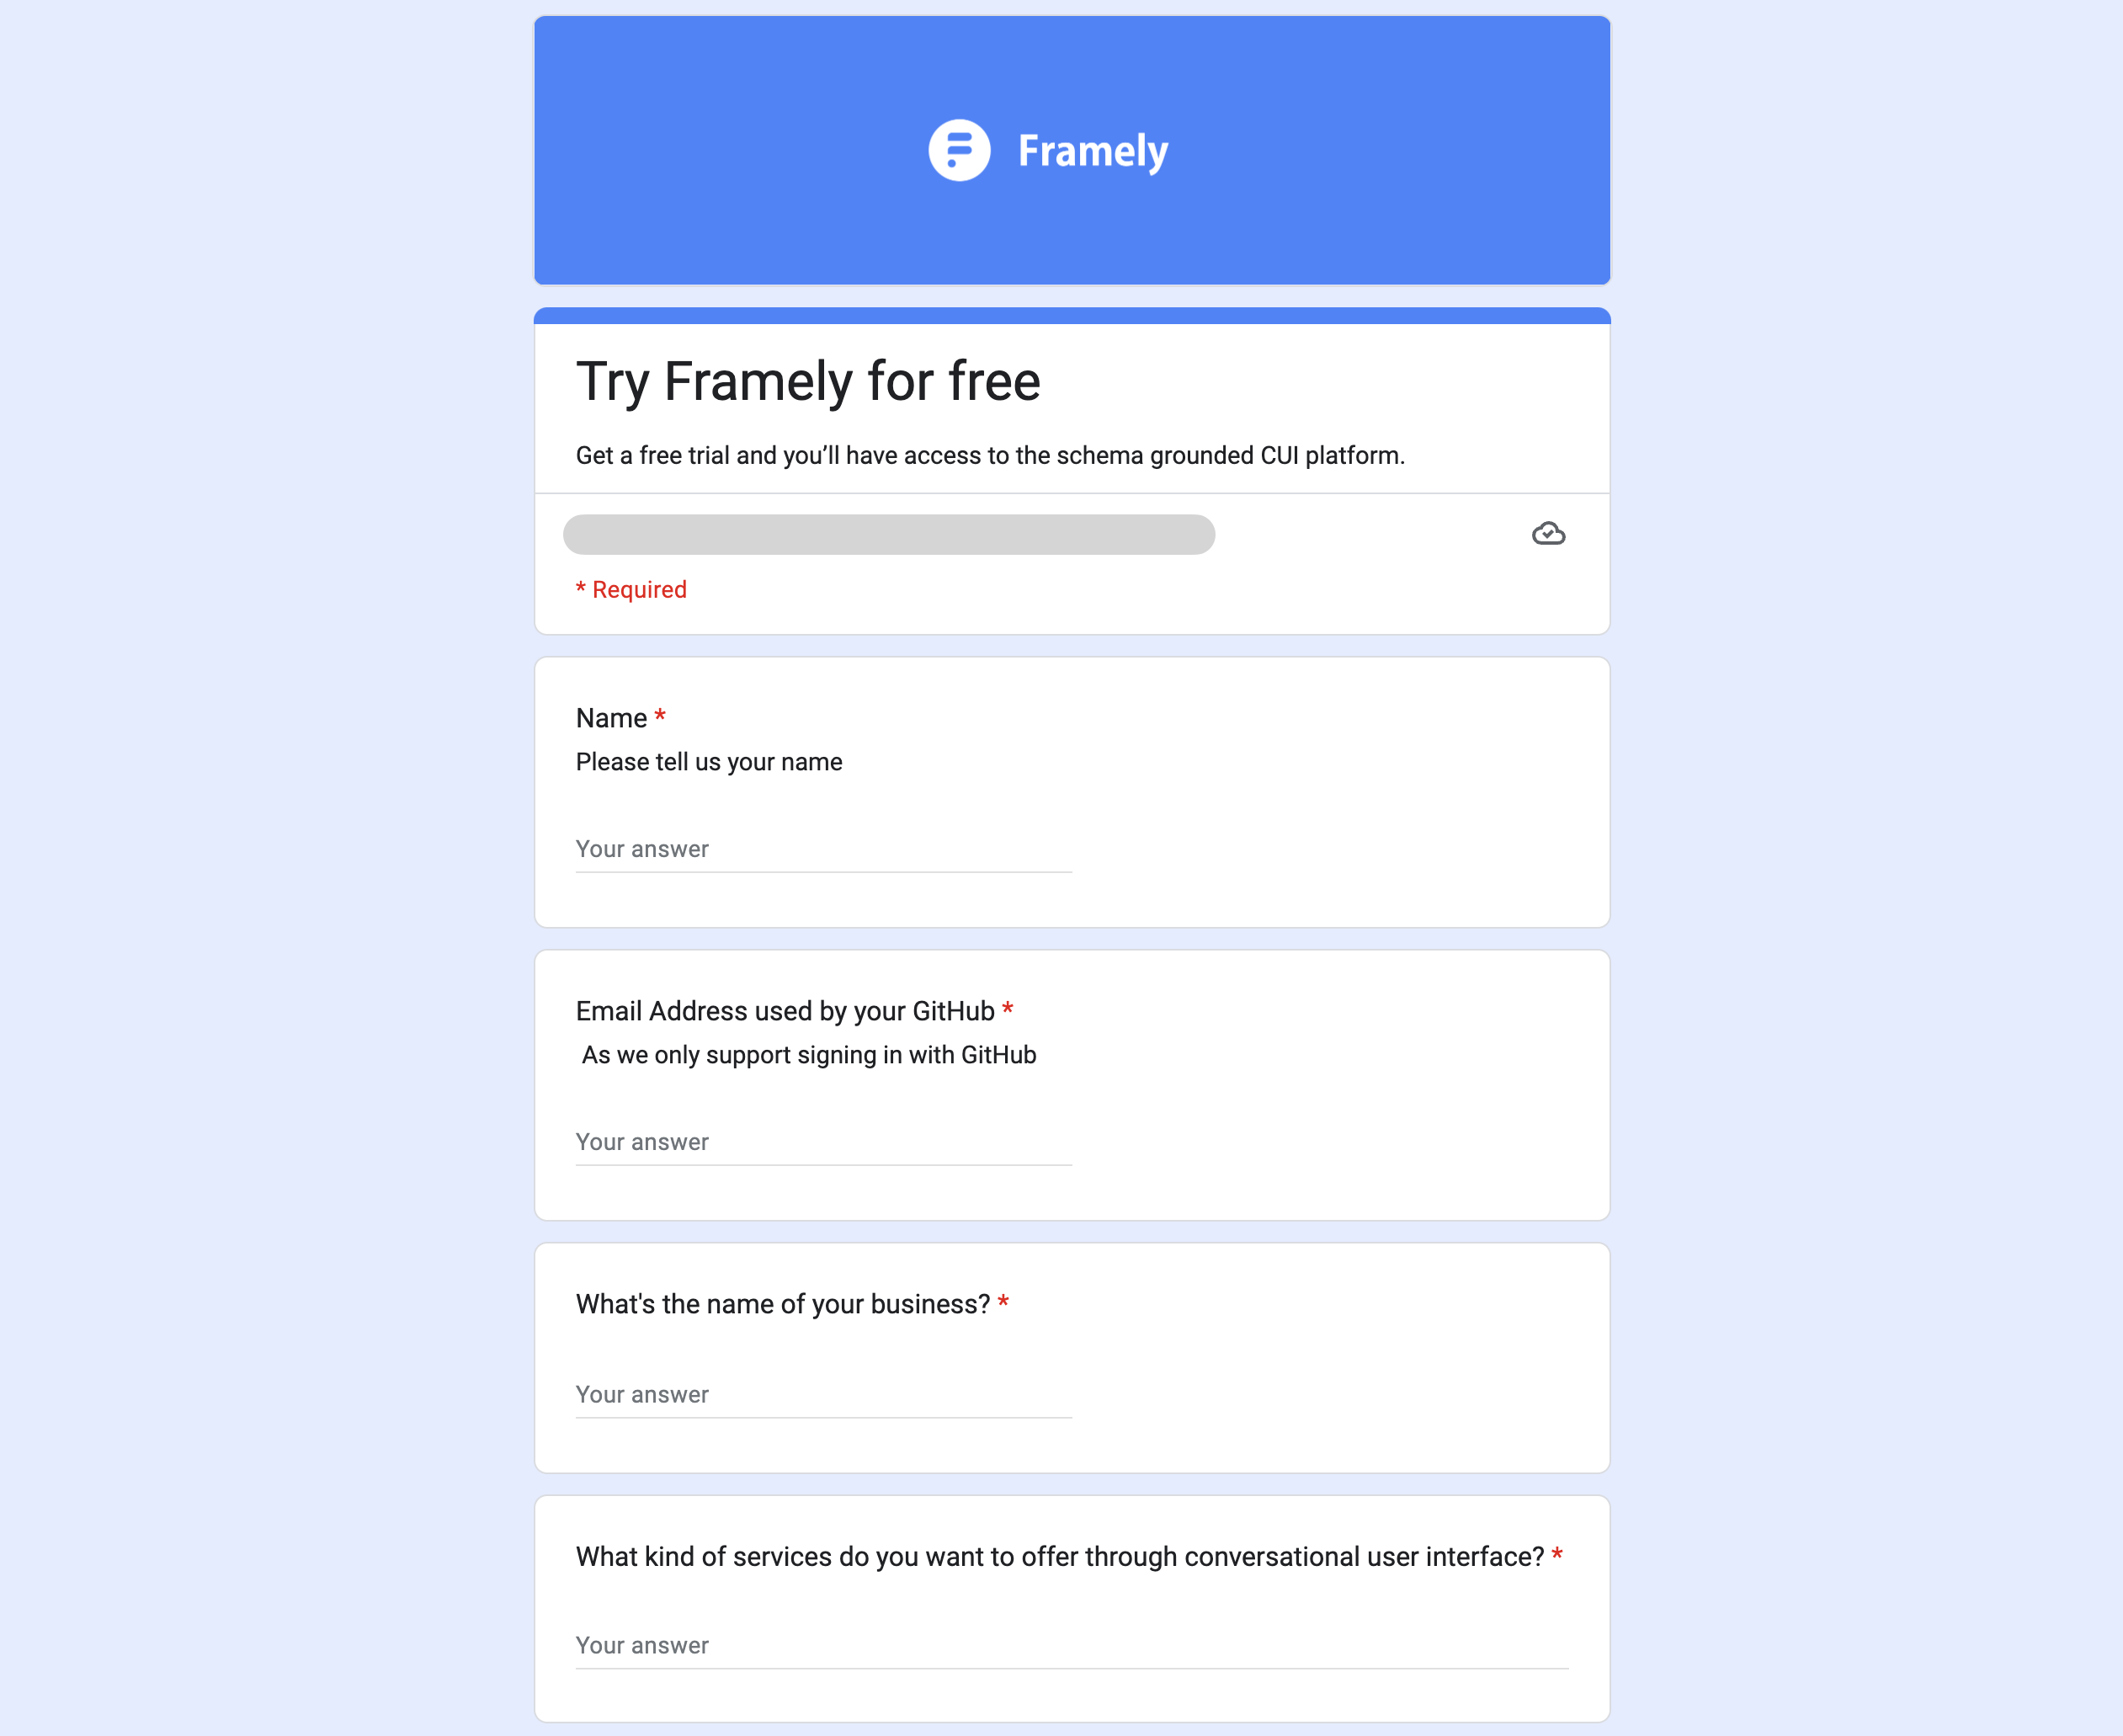 Framely
Try Framely for free
Get a free trial and you’ll have access to the schema grounded CUI platform.
* Required
Name *
Please tell us your name
Your answer
Email Address used by your GitHub *
As we only support signing in with GitHub
Your answer
What's the name of your business? *
Your answer
What kind of services do you want to offer through conversational user interface? *
Your answer